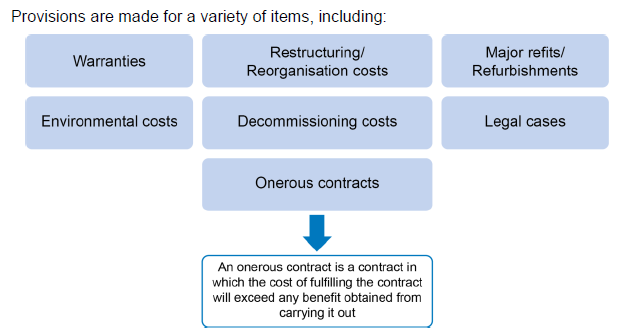 Provisions are made for a variety of items, including:
Warranties
Restructuring/
Reorganisation costs
Major refits/
Refurbishments
Environmental costs
Decommissioning costs
Legal cases
Onerous contracts
An onerous contract is a contract in
which the cost of fulfilling the contract
will exceed any benefit obtained from
carrying it out